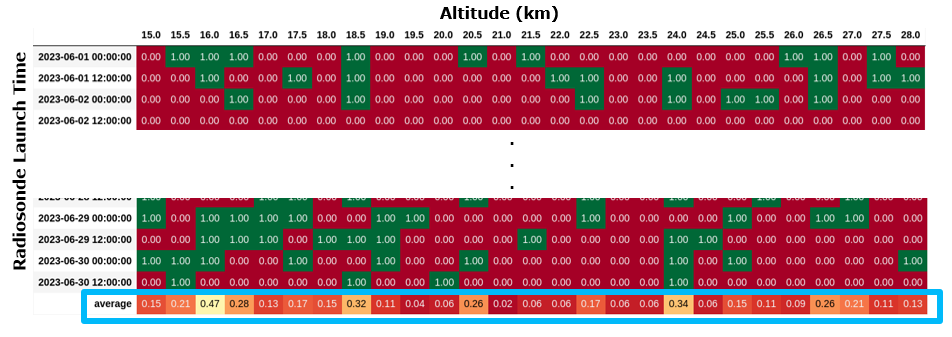 Altitude (km)
15.0 15.5 16.0 16.5 17.0 17.5 18.0 18.5 19.0 19.5 20.0 20.5 21.0 21.5 22.0 22.5 23.0 23.5 24.0 24.5 25.0 25.5 26.0 26.5 27.0 27.5 28.0
Radiosonde Launch Time
2023-06-01 00:00:00 0.00 1.00 1.00 1.00 0.00 0.00 0.00 1.00 0.00 0.00 0.00 1.00 0.00 1.00 0.00 0.00 0.00 0.00 0.00 0.00 0.00 0.00 1.00 1.00 0.00 1.00 0.00
2023-06-01 12:00:00 0.00 0.00 1.00 0.00 0.00 1.00 0.00 1.00 0.00 0.00 0.00 0.00 0.00 0.00 1.00 1.00 0.00 0.00 1.00 0.00 0.00 0.00 0.00 1.00 0.00 1.00 1.00
2023-06-02 00:00:00 0.00 0.00 0.00 1.00 0.00 0.00 0.00 1.00 0.00 0.00 0.00 0.00 0.00 0.00 0.00 1.00 0.00 0.00 1.00 0.00 1.00 1.00 0.00 1.00 0.00 0.00 0.00
2023-06-02 12:00:00 0.00 0.00 0.00 0.00 0.00 0.00 0.00 0.00 0.00 0.00 0.00 0.00 0.00 0.00 0.00 0.00 0.00 0.00 0.00 0.00 0.00 0.00 0.00 0.00 0.00 0.00 0.00
.
.
.
2023-06-29 00:00:00 1.00 0.00 1.00 1.00 1.00 1.00 0.00 0.00 1.00 1.00 0.00 0.00 0.00 0.00 0.00 1.00 0.00 0.00 0.00 0.00 1.00 0.00 0.00 1.00 1.00 0.00 0.00
2023-06-29 12:00:00 0.00 0.00 1.00 1.00 1.00 0.00 1.00 1.00 1.00 0.00 0.00 0.00 0.00 1.00 0.00 0.00 0.00 0.00 1.00 1.00 0.00 0.00 0.00 0.00 0.00 0.00 0.00
2023-06-30 00:00:00 1.00 1.00 1.00 0.00 0.00 1.00 0.00 0.00 1.00 0.00 0.00 0.00 0.00 0.00 0.00 0.00 0.00 0.00 1.00 0.00 1.00 0.00 0.00 0.00 0.00 0.00 1.00
2023-06-30 12:00:00 0.00 1.00 0.00 0.00 0.00 0.00 0.00 1.00 0.00 0.00 1.00 0.00 0.00 0.00 0.00 0.00 0.00 0.00 1.00 0.00 0.00 0.00 0.00 0.00 0.00 0.00 0.00
average 0.15 0.21 0.47 0.28 0.13 0.17 0.15 0.32 0.11 0.04 0.06 0.26 0.02 0.06 0.06 0.17 0.06 0.06 0.34 0.06 0.15 0.11 0.09 0.26 0.21 0.11 0.13